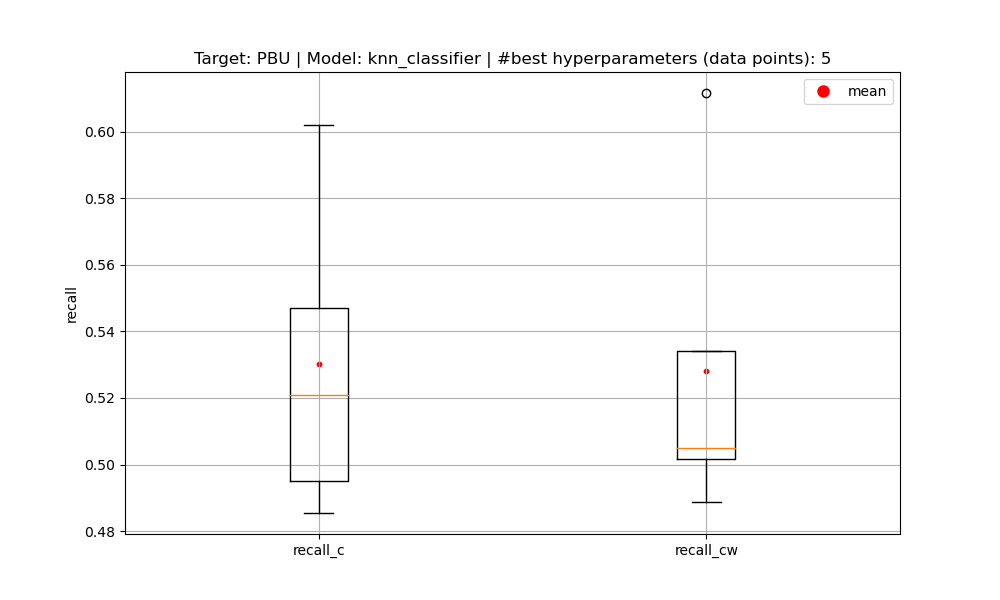 Target: PBU | Model: knn_classifier | #best hyperparameters (data points): 5
mean
0.60
0.58
0.56
0.54
0.52
0.50
0.48
recall
recall_c
recall_cw